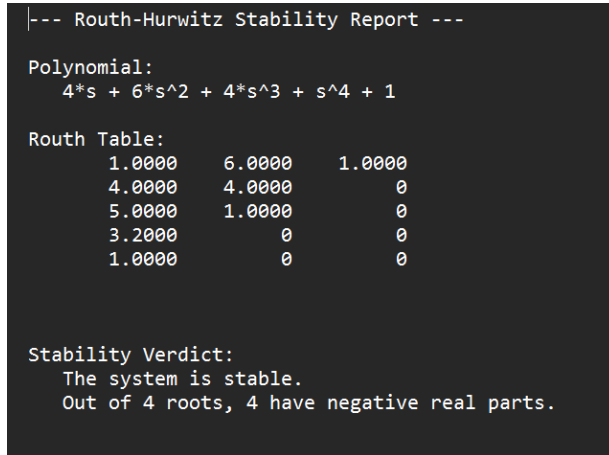 --- Routh-Hurwitz Stability Report ---
Polynomial:
4*s + 6*s^2 + 4*s^3 + s^4 + 1
Routh Table:
1.0000 6.0000 1.0000
4.0000 4.0000 0
5.0000 1.0000 0
3.2000 0 0
1.0000 0 0
Stability Verdict:
The system is stable.
Out of 4 roots, 4 have negative real parts.